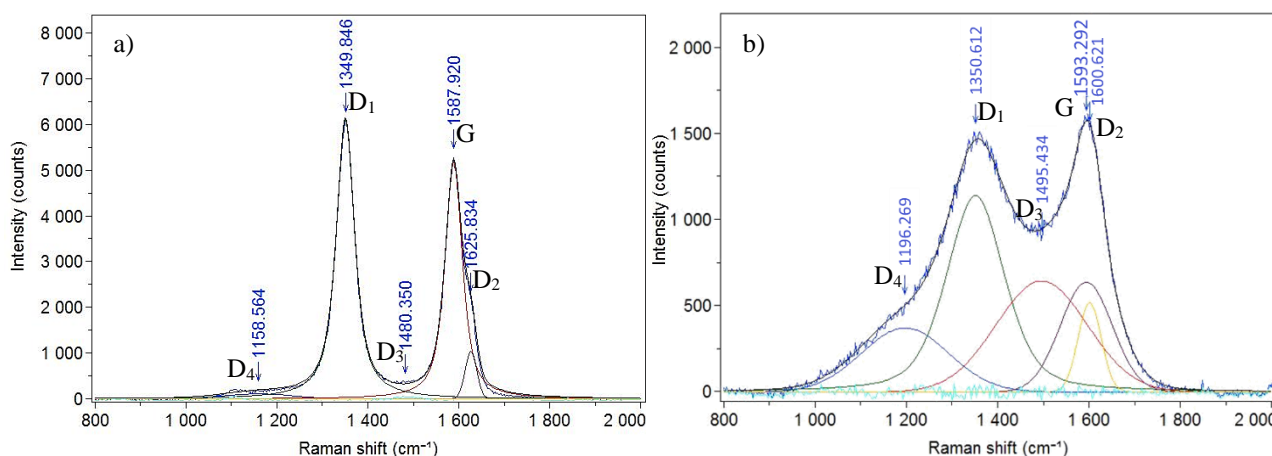 a)
8 000
7 000
6 000
5 000
4 000
3 000
2 000
1 000
0
Intensity (counts)
1158.564
D₄
1349.846
D₁
1480.350
D₃
1587.920
G
1625.834
D₂
800 1 000 1 200 1 400 1 600 1 800 2 000
Raman shift (cm⁻¹)
b)
2 000
1 500
1 000
500
0
Intensity (counts)
1196.269
D₄
1350.612
D₁
1495.434
D₃
1593.292
G
1600.621
D₂
800 1 000 1 200 1 400 1 600 1 800 2 000
Raman shift (cm⁻¹)